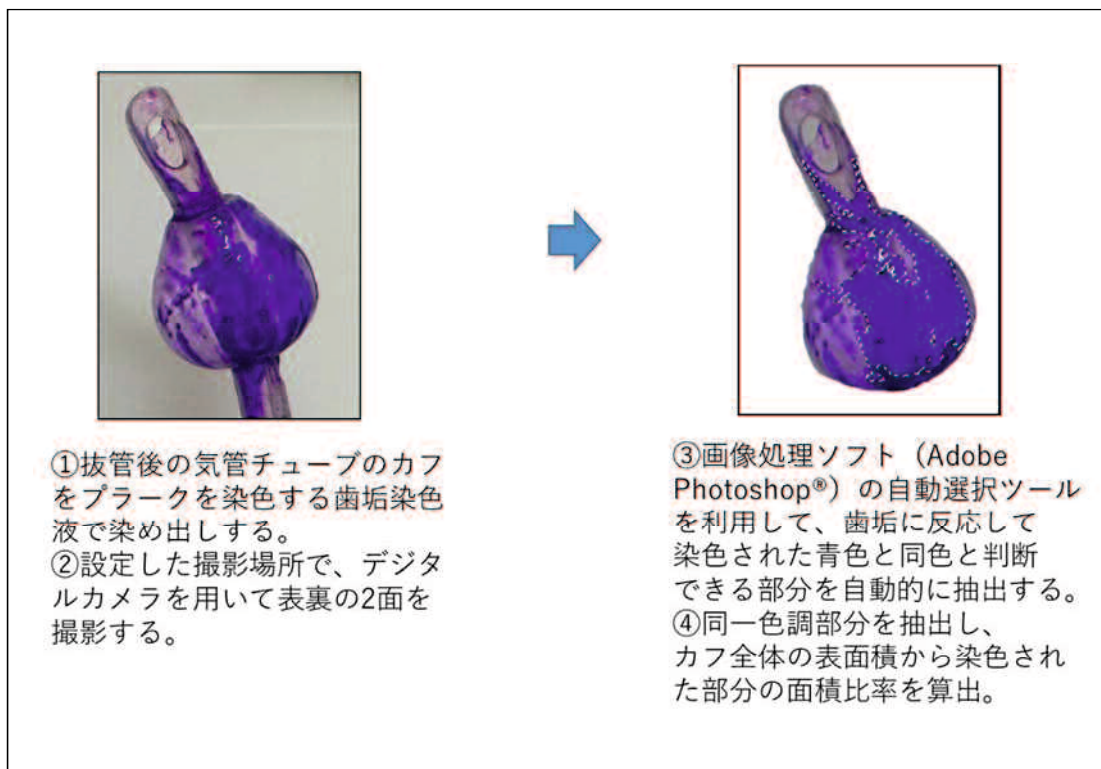 ①抜管後の気管チューブのカフ
をプラークを染色する歯垢染色
液で染め出しする。
②設定した撮影場所で、デジタ
ルカメラを用いて表裏の2面を
撮影する。
③画像処理ソフト（Adobe
Photoshop®）の自動選択ツール
を利用して、歯垢に反応して
染色された青色と同色と判断
できる部分を自動的に抽出する。
④同一色調部分を抽出し、
カフ全体の表面積から染色され
た部分の面積比率を算出。